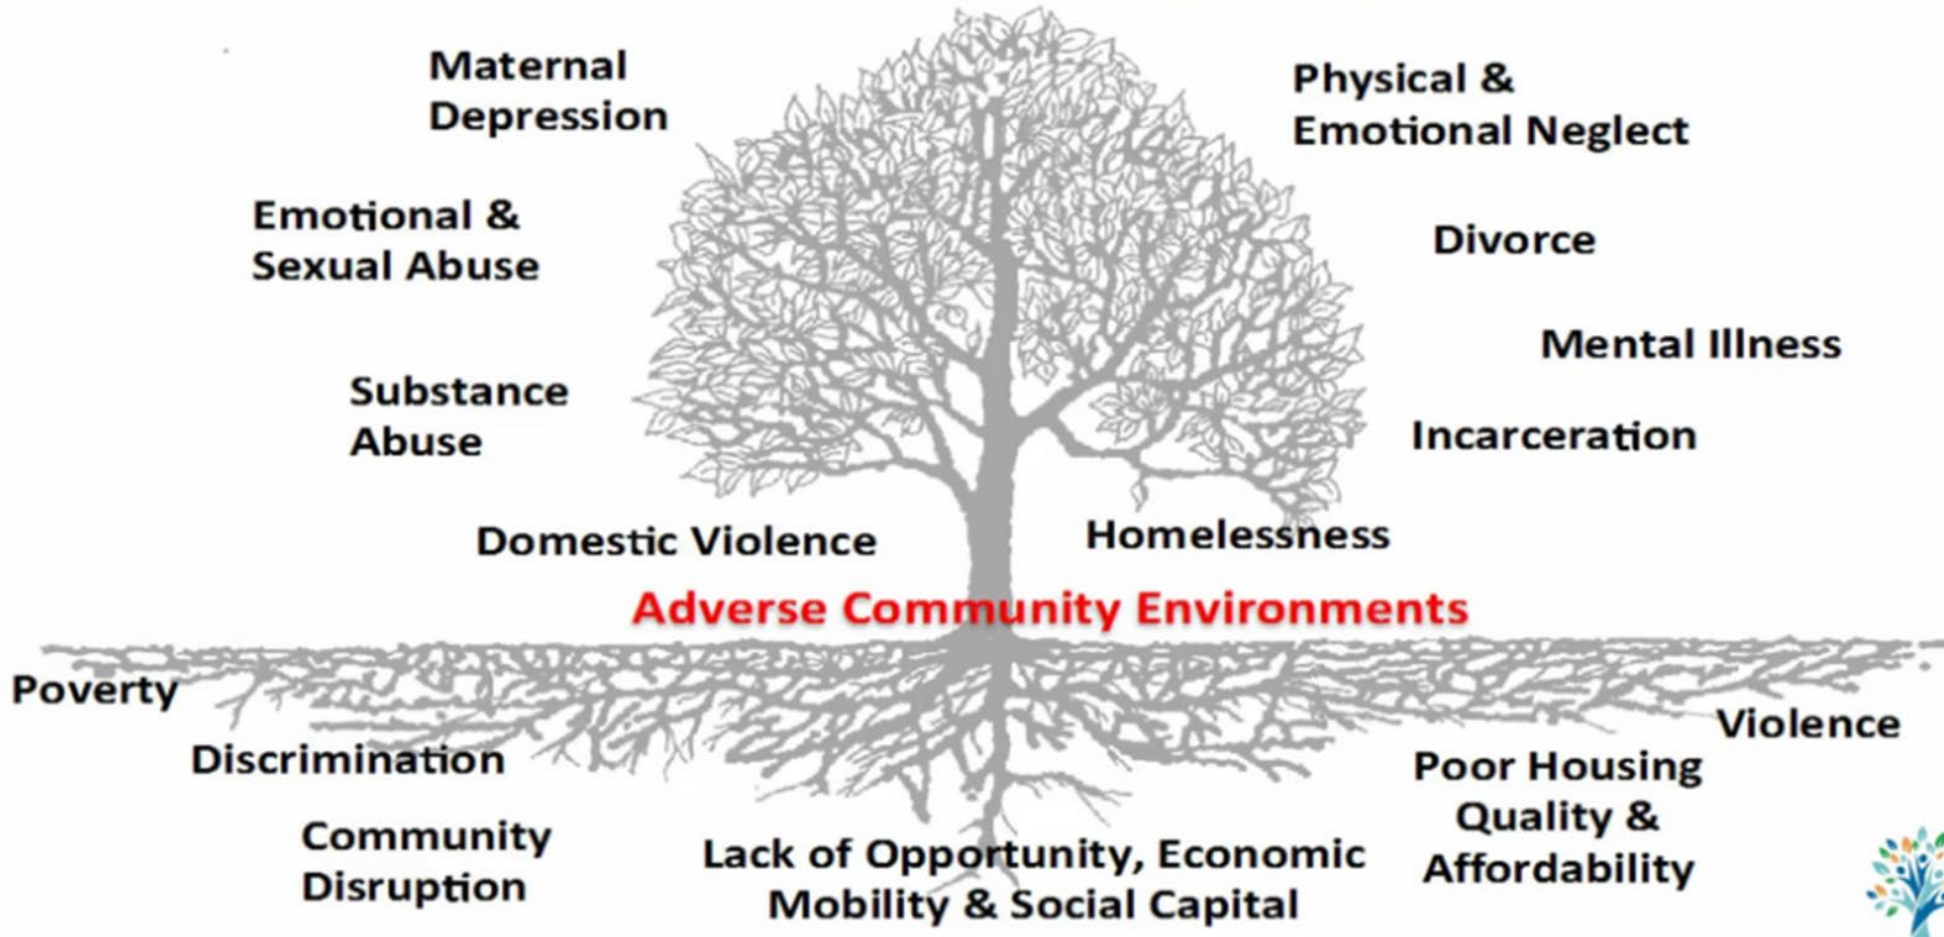 Maternal
Depression
Physical &
Emotional Neglect
Emotional &
Sexual Abuse
Divorce
Mental Illness
Substance
Abuse
Incarceration
Domestic Violence
Homelessness
Adverse Community Environments
Poverty
Violence
Discrimination
Poor Housing
Quality &
Affordability
Community
Disruption
Lack of Opportunity, Economic
Mobility & Social Capital